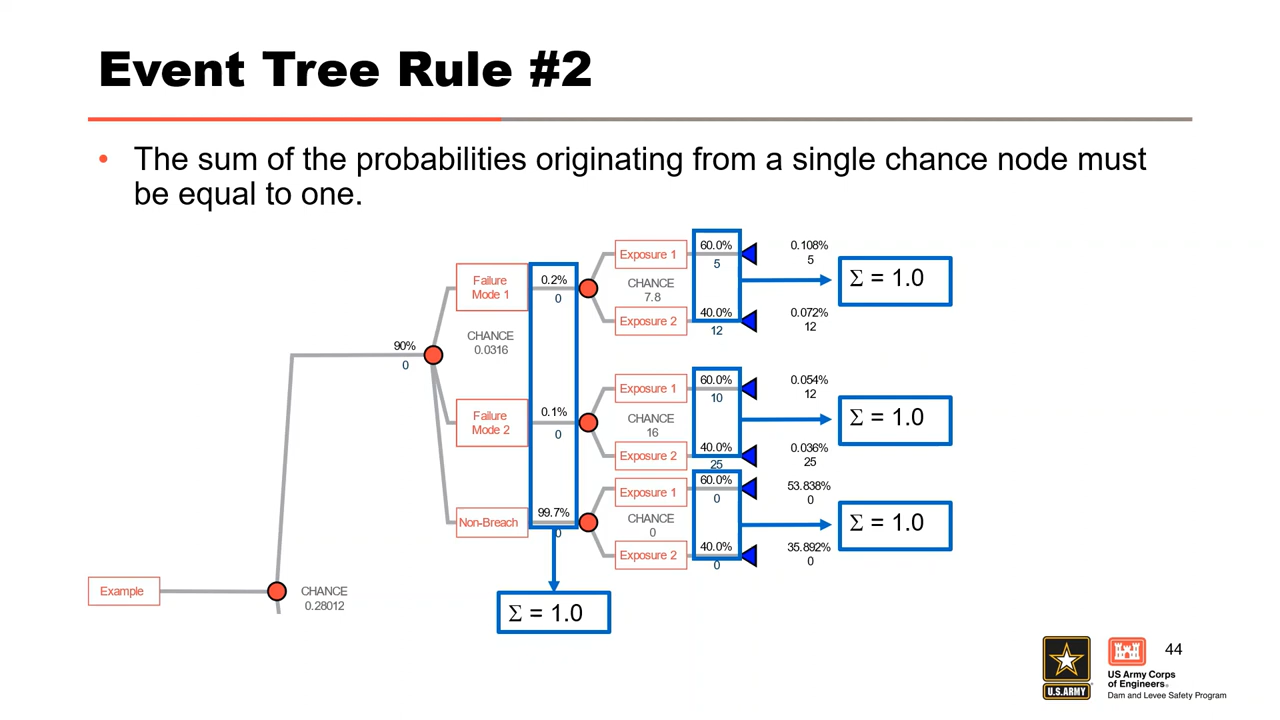 Event Tree Rule #2
• The sum of the probabilities originating from a single chance node must
be equal to one.
60.0%
5
0.108%
5
Exposure 1
Σ = 1.0
Failure
Mode 1
0.2%
0
CHANCE
7.8
Exposure 2
40.0%
12
0.072%
12
CHANCE
0.0316
90%
0
Exposure 1
60.0%
10
0.054%
12
Failure
Mode 2
0.1%
0
CHANCE
16
Σ = 1.0
Exposure 2
40.0%
25
0.036%
25
Exposure 1
60.0%
0
53.838%
0
Non-Breach
99.7%
0
CHANCE
0
Σ = 1.0
Exposure 2
40.0%
0
35.892%
0
Example
CHANCE
0.28012
Σ = 1.0
44
U.S.ARMY
US Army Corps
of Engineers®
Dam and Levee Safety Program